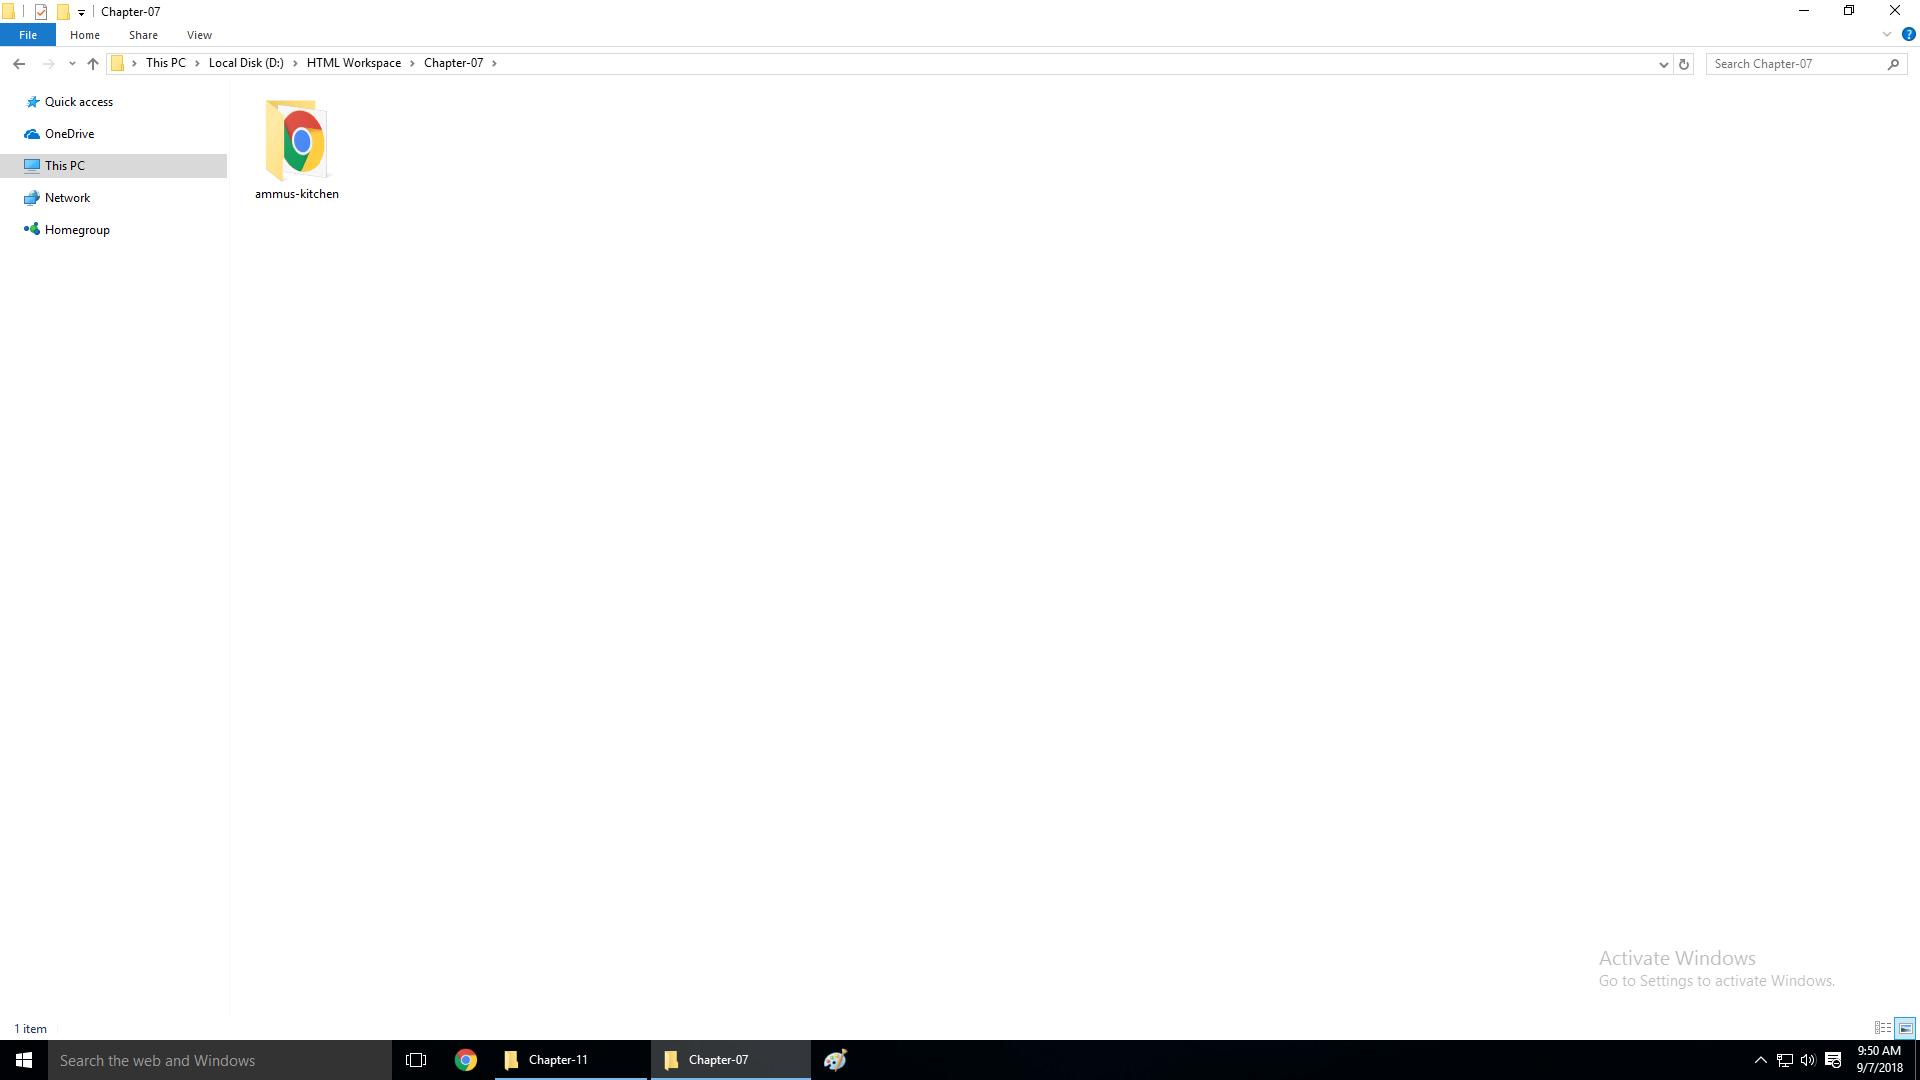 Chapter-07
File Home Share View
This PC Local Disk (D:) HTML Workspace Chapter-07
Search Chapter-07
Quick access
OneDrive
This PC
Network
Homegroup
ammus-kitchen
Activate Windows
Go to Settings to activate Windows.
1 item
Search the web and Windows
Chapter-11
Chapter-07
9:50 AM
9/7/2018